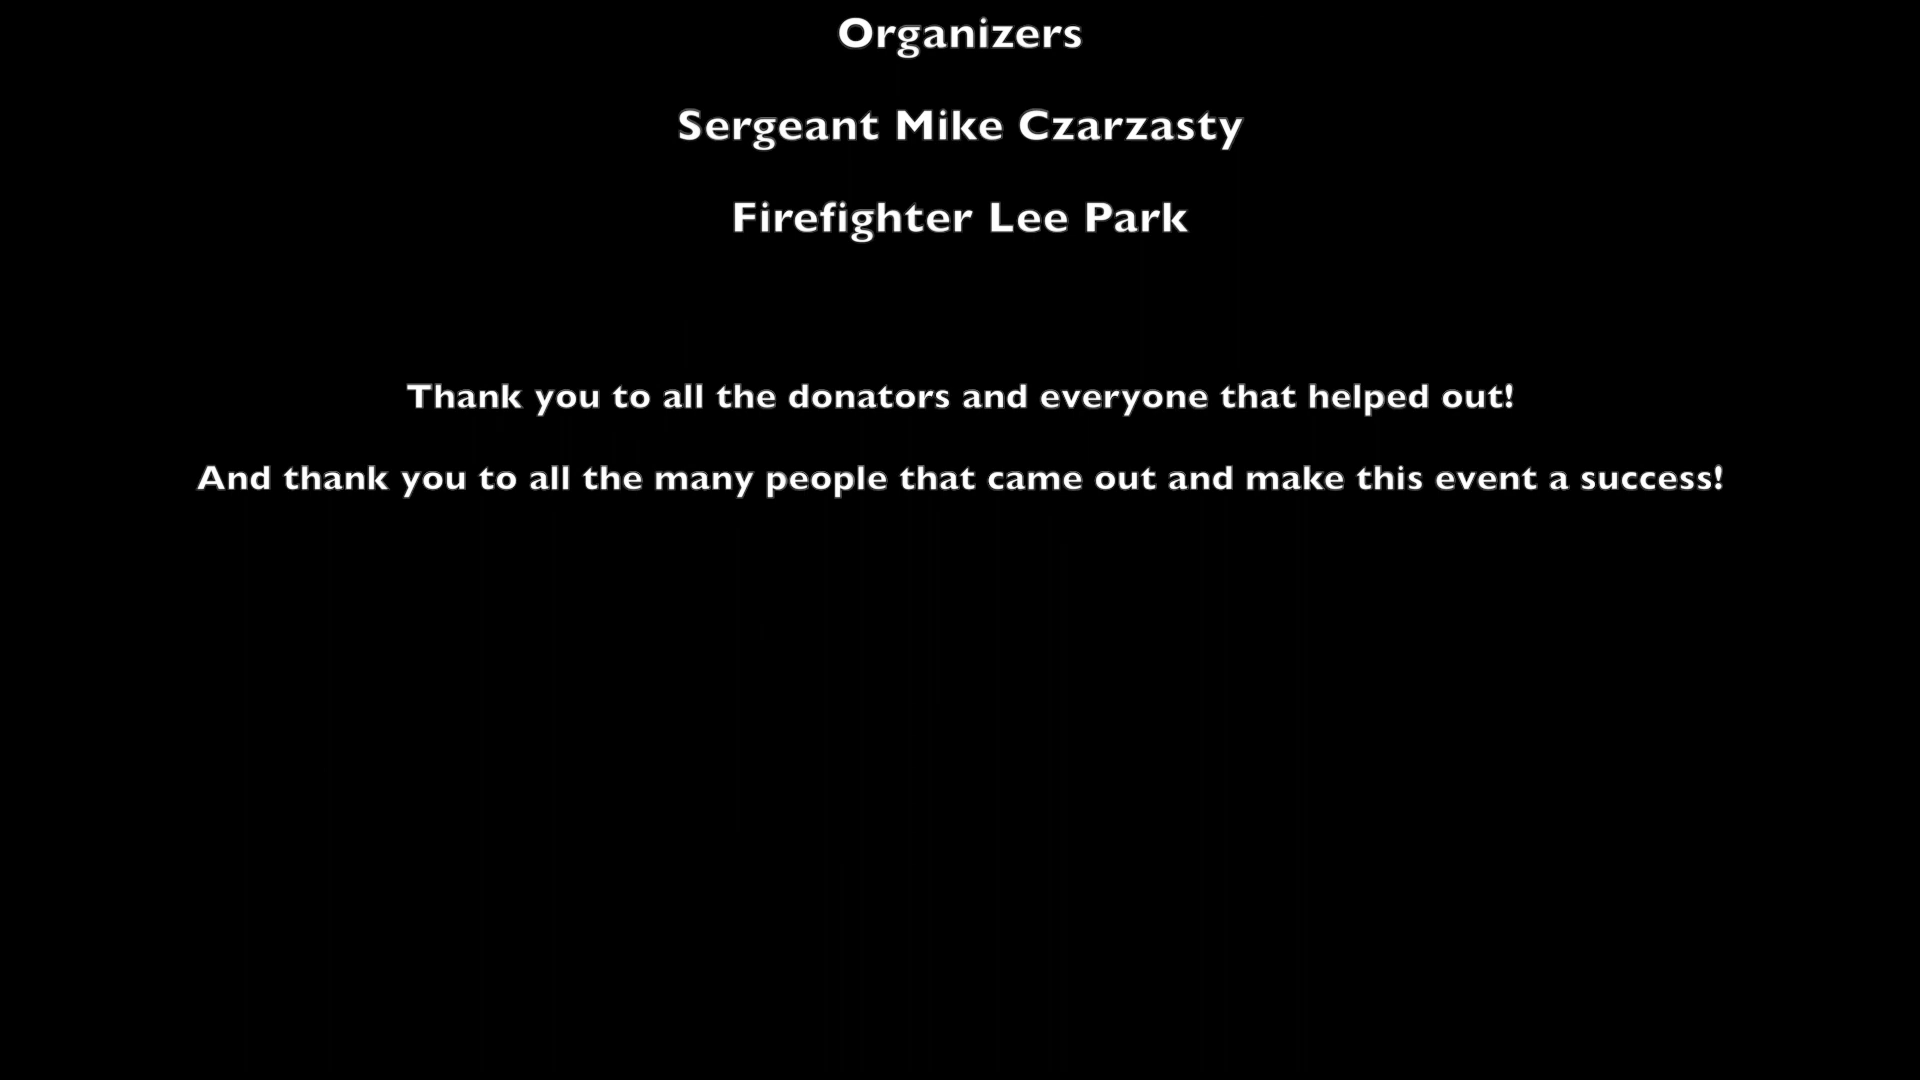 Organizers
Sergeant Mike Czarzasty
Firefighter Lee Park
Thank you to all the donators and everyone that helped out!
And thank you to all the many people that came out and make this event a success!